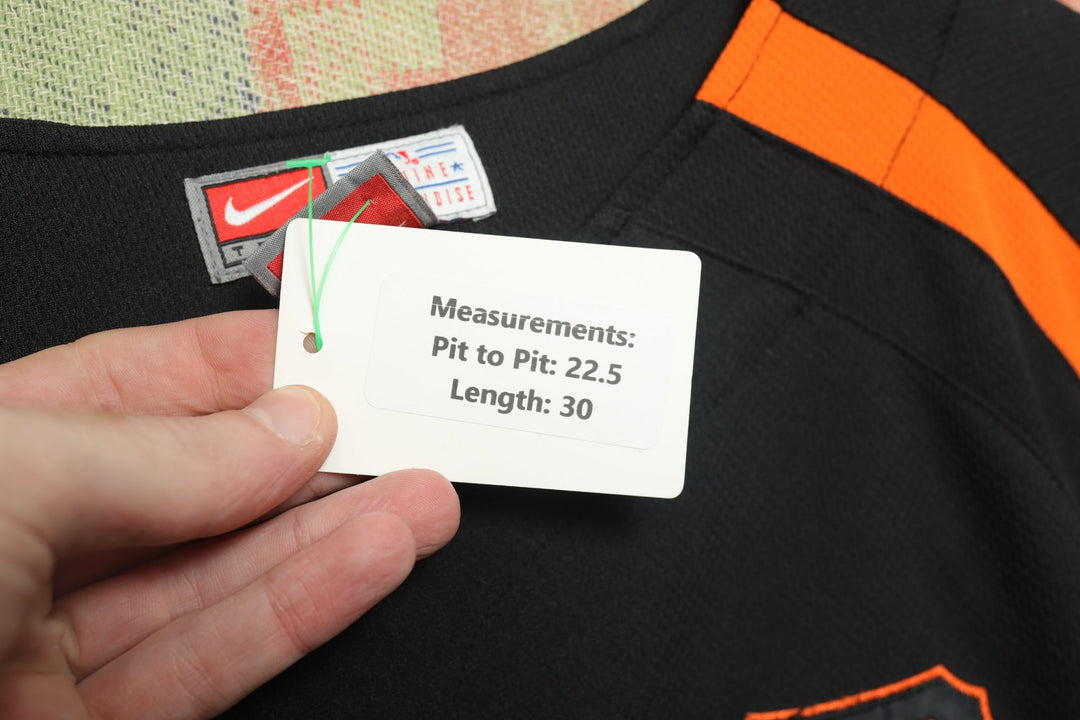 Measurements:
Pit to Pit: 22.5
Length: 30